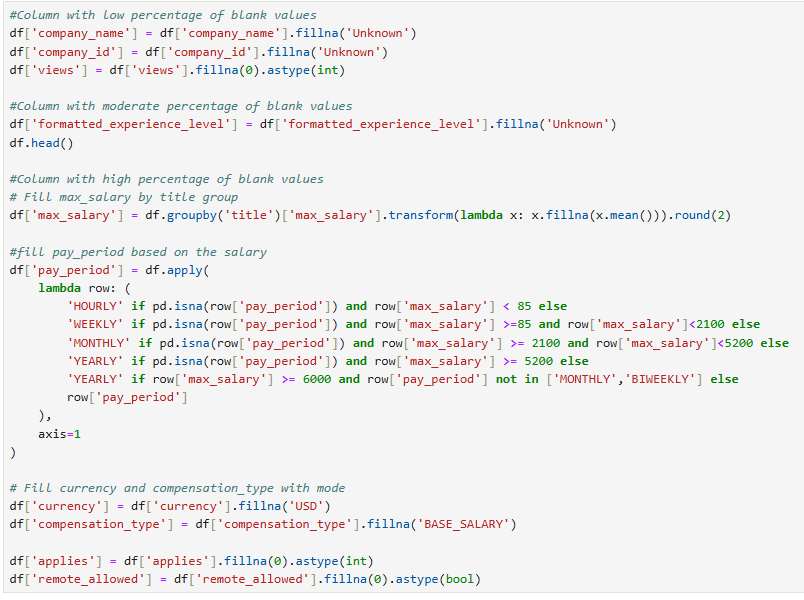 #Column with low percentage of blank values
df['company_name'] = df['company_name'].fillna('Unknown')
df['company_id'] = df['company_id'].fillna('Unknown')
df['views'] = df['views'].fillna(0).astype(int)

#Column with moderate percentage of blank values
df['formatted_experience_level'] = df['formatted_experience_level'].fillna('Unknown')
df.head()

#Column with high percentage of blank values
# Fill max_salary by title group
df['max_salary'] = df.groupby('title')['max_salary'].transform(lambda x: x.fillna(x.mean())).round(2)

#fill pay_period based on the salary
df['pay_period'] = df.apply(
    lambda row: (
        'HOURLY' if pd.isna(row['pay_period']) and row['max_salary'] < 85 else
        'WEEKLY' if pd.isna(row['pay_period']) and row['max_salary'] >=85 and row['max_salary']<2100 else
        'MONTHLY' if pd.isna(row['pay_period']) and row['max_salary'] >= 2100 and row['max_salary']<5200 else
        'YEARLY' if pd.isna(row['pay_period']) and row['max_salary'] >= 5200 else
        'YEARLY' if row['max_salary'] >= 6000 and row['pay_period'] not in ['MONTHLY','BIWEEKLY'] else
        row['pay_period']
    ),
    axis=1
)

# Fill currency and compensation_type with mode
df['currency'] = df['currency'].fillna('USD')
df['compensation_type'] = df['compensation_type'].fillna('BASE_SALARY')

df['applies'] = df['applies'].fillna(0).astype(int)
df['remote_allowed'] = df['remote_allowed'].fillna(0).astype(bool)